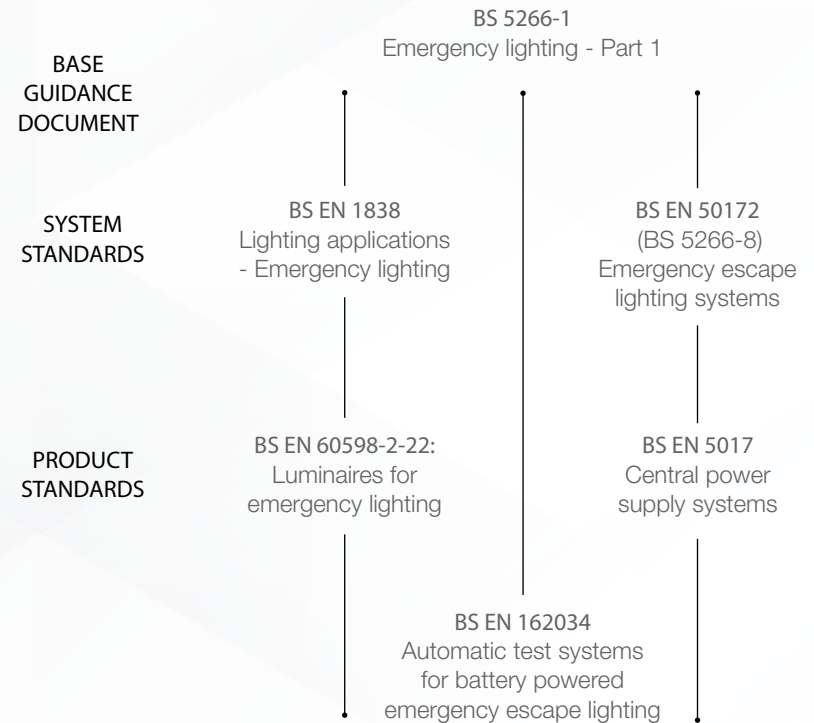 BS 5266-1
Emergency lighting - Part 1
BASE
GUIDANCE
DOCUMENT
SYSTEM
STANDARDS
BS EN 1838
Lighting applications
- Emergency lighting
BS EN 50172
(BS 5266-8)
Emergency escape
lighting systems
PRODUCT
STANDARDS
BS EN 60598-2-22:
Luminaires for
emergency lighting
BS EN 5017
Central power
supply systems
BS EN 162034
Automatic test systems
for battery powered
emergency escape lighting